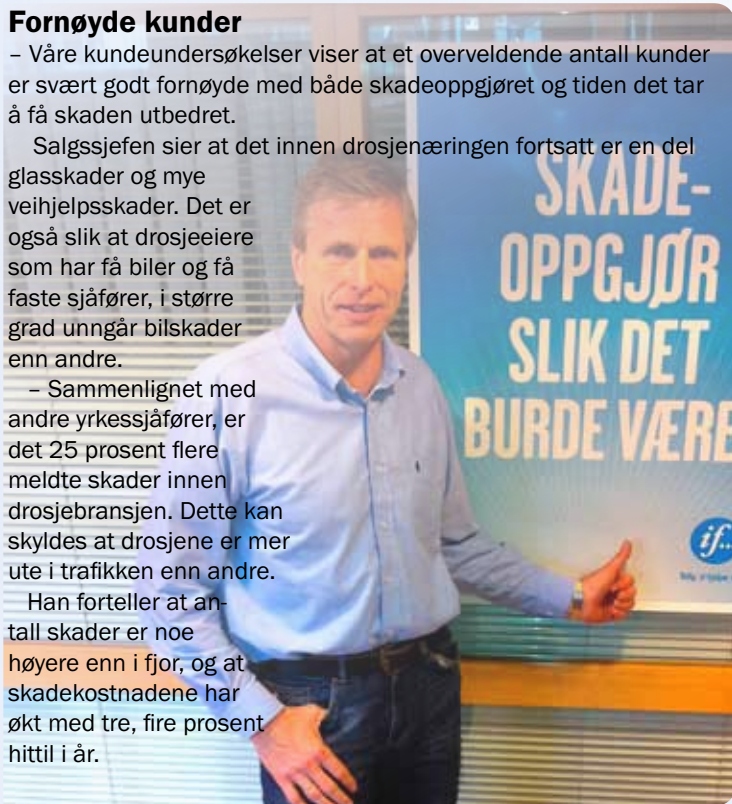 Fornøyde kunder
– Våre kundeundersøkelser viser at et overveldende antall kunder
er svært godt fornøyde med både skadeoppgjøret og tiden det tar
å få skaden utbedret.
Salgssjefen sier at det innen drosjenæringen fortsatt er en del
glasskader og mye
veihjelpsskader. Det er
også slik at drosjeeiere
som har få biler og få
faste sjåfører, i større
grad unngår bilskader
enn andre.
– Sammenlignet med
andre yrkessjåfører, er
det 25 prosent flere
meldte skader innen
drosjebransjen. Dette kan
skyldes at drosjene er mer
ute i trafikken enn andre.
Han forteller at an-
tall skader er noe
høyere enn i fjor, og at
skadekostnadene har
økt med tre, fire prosent
hittil i år.
SKADE-
OPPGJØR
SLIK DET
BURDE VÆRE
if..